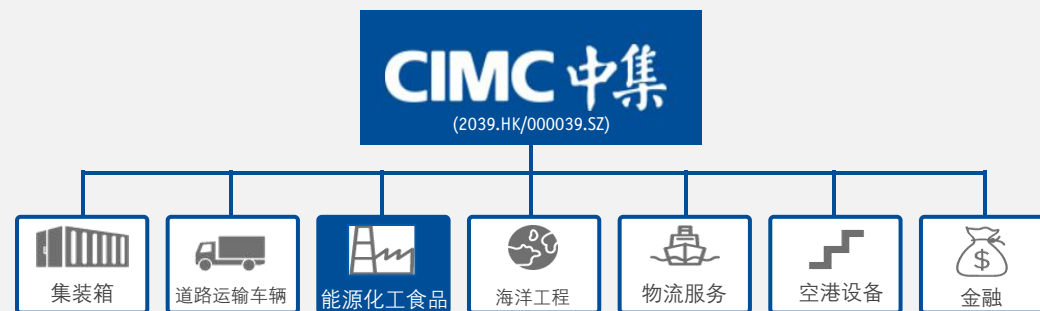 CIMC 中集
(2039.HK/000039.SZ)
集装箱
道路运输车辆
能源化工食品
海洋工程
物流服务
空港设备
金融
$